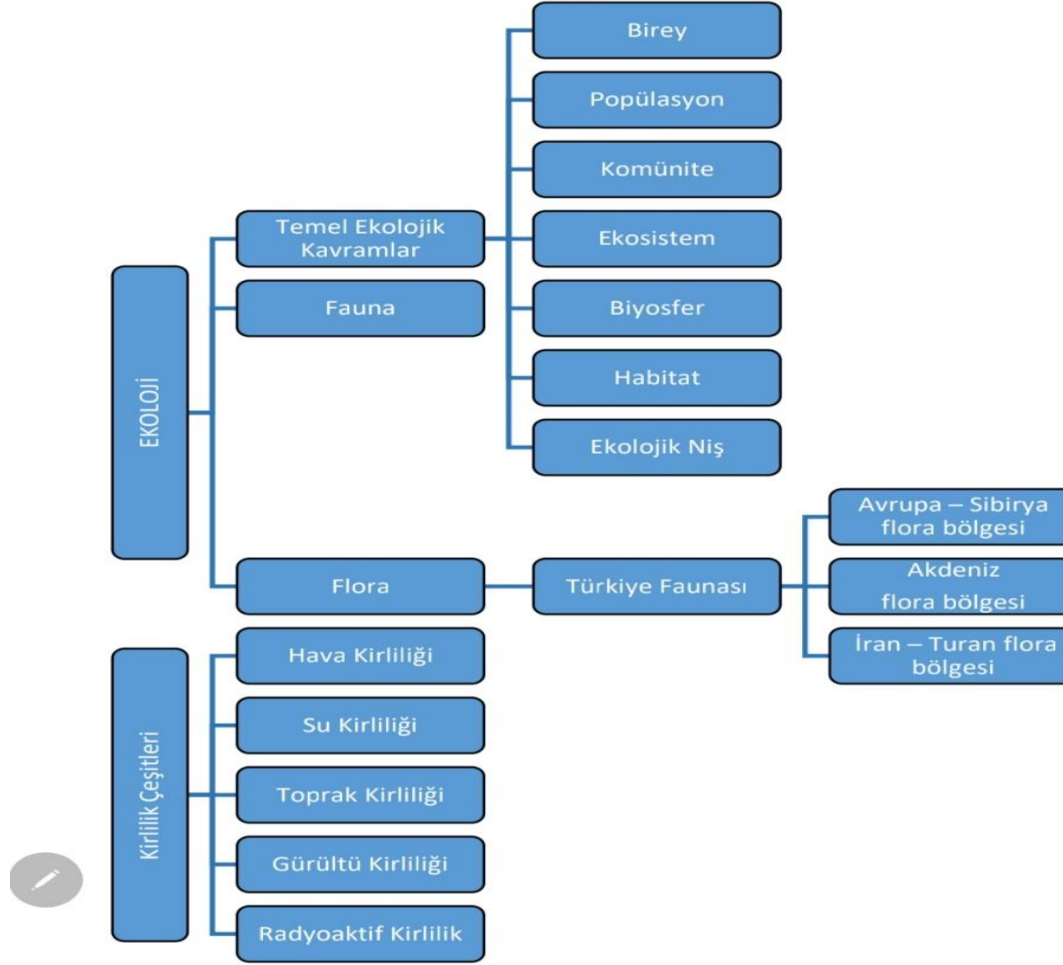 EKOLOJİ
Temel Ekolojik
Kavramlar
Birey
Popülasyon
Komünite
Ekosistem
Biyosfer
Habitat
Ekolojik Niş
Fauna
Flora
Türkiye Faunası
Avrupa – Sibirya
flora bölgesi
Akdeniz
flora bölgesi
İran – Turan flora
bölgesi
Kirlilik Çeşitleri
Hava Kirliliği
Su Kirliliği
Toprak Kirliliği
Gürültü Kirliliği
Radyoaktif Kirlilik